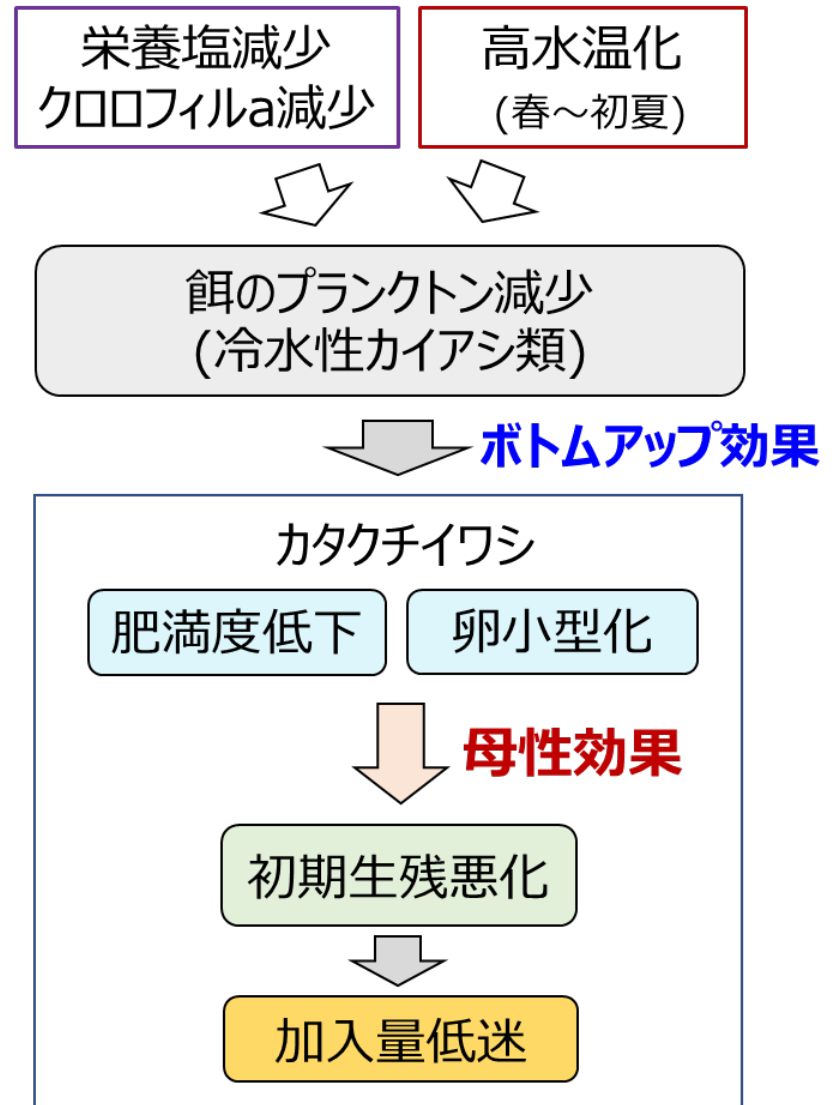 栄養塩減少
クロロフィルa減少
高水温化
(春～初夏)
餌のプランクトン減少
(冷水性カイアシ類)
ボトムアップ効果
カタクチイワシ
肥満度低下
卵小型化
母性効果
初期生残悪化
加入量低迷